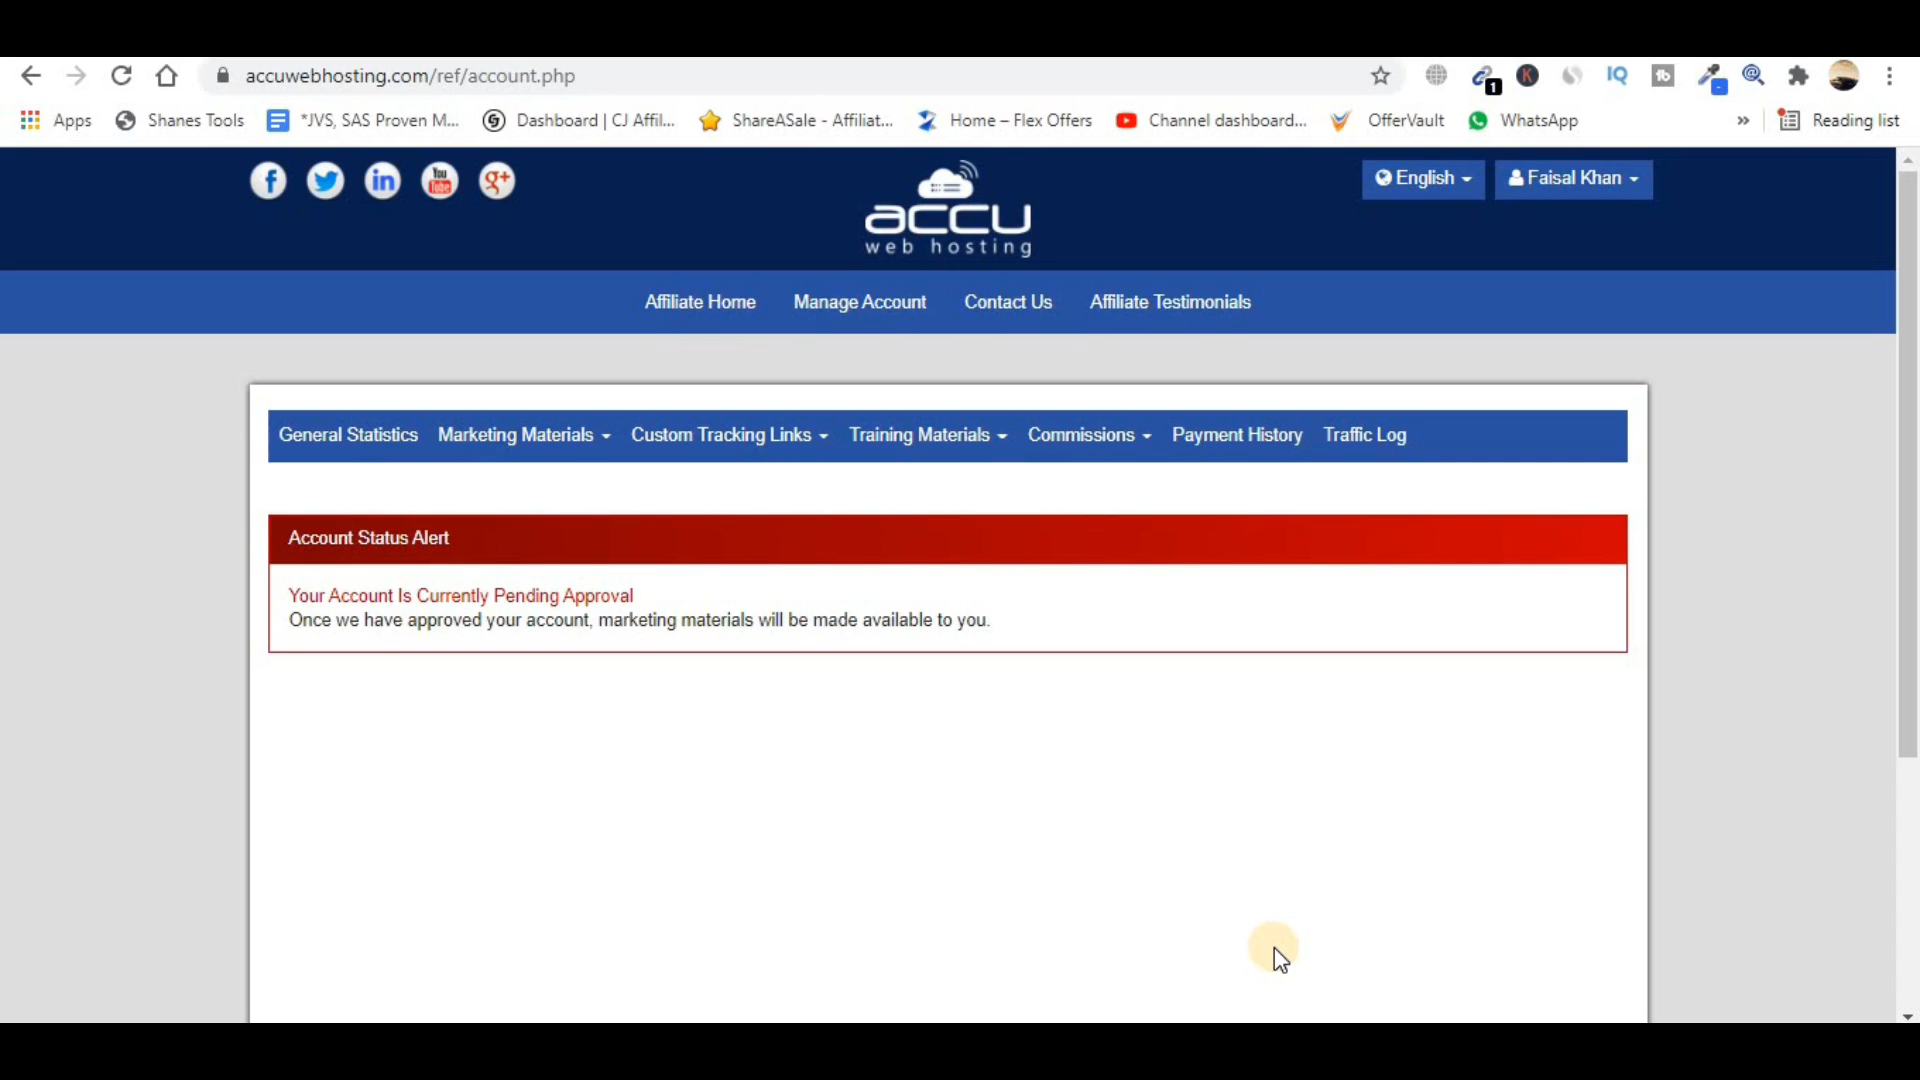 accuwebhosting.com/ref/account.php
K
IQ
1
Apps Shanes Tools *JVS, SAS Proven M... Dashboard | CJ Affil... ShareASale - Affiliat... Home – Flex Offers Channel dashboard... OfferVault WhatsApp » Reading list
You Tube
g+
accu
web hosting
English Faisal Khan
Affiliate Home Manage Account Contact Us Affiliate Testimonials
General Statistics Marketing Materials Custom Tracking Links Training Materials Commissions Payment History Traffic Log
Account Status Alert
Your Account Is Currently Pending Approval
Once we have approved your account, marketing materials will be made available to you.